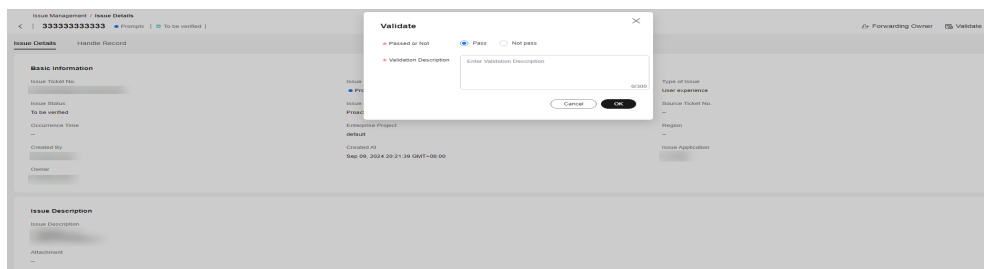 Issue Management / Issue Details
< | 333333333333 Prompts | To be verified |
Forwarding Owner Validate
Issue Details Handle Record
Validate
* Passed or Not Pass Not pass
* Validation Description Enter Validation Description
0/300
Cancel OK
Basic Information
Issue Ticket No. Issue Type of Issue
Pro User experience
Issue Status Issue Source Ticket No.
To be verified Proac --
Occurrence Time Enterprise Project Region
-- default --
Created By Created At Issue Application
Sep 09, 2024 20:21:39 GMT+08:00
Owner
Issue Description
Issue Description
Attachment
--